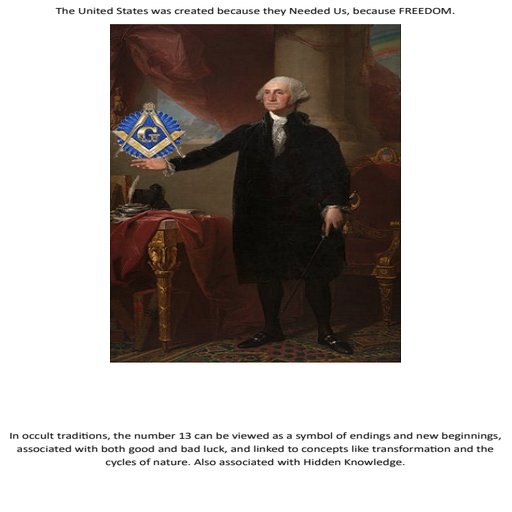 The United States was created because they Needed Us, because FREEDOM.
G
In occult traditions, the number 13 can be viewed as a symbol of endings and new beginnings,
associated with both good and bad luck, and linked to concepts like transformation and the
cycles of nature. Also associated with Hidden Knowledge.